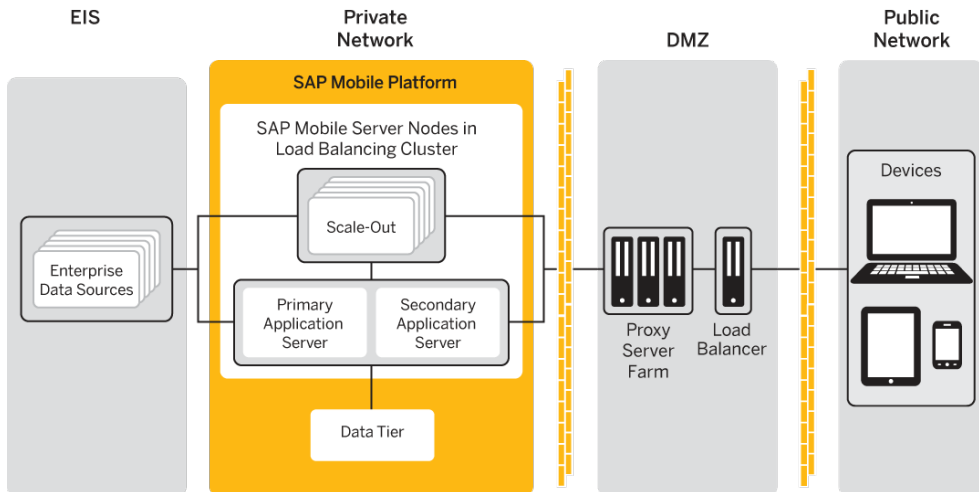 EIS
Private
Network
DMZ
Public
Network
SAP Mobile Platform
SAP Mobile Server Nodes in
Load Balancing Cluster
Scale-Out
Enterprise
Data Sources
Primary
Application
Server
Secondary
Application
Server
Data Tier
Proxy
Server
Farm
Load
Balancer
Devices